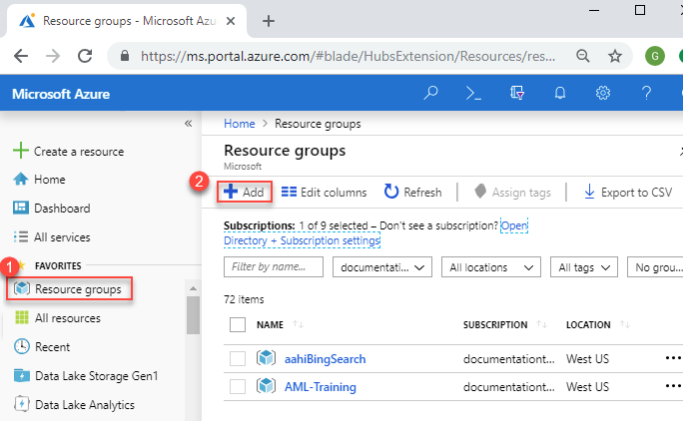 Resource groups - Microsoft Azu
https://ms.portal.azure.com/#blade/HubsExtension/Resources/res...
G
Microsoft Azure
>_
?
«
Home > Resource groups
Resource groups
Microsoft
Create a resource
Home
Dashboard
All services
FAVORITES
1
Resource groups
All resources
Recent
Data Lake Storage Gen1
Data Lake Analytics
2
Add
Edit columns
Refresh
Assign tags
Export to CSV
Subscriptions: 1 of 9 selected – Don't see a subscription? Open
Directory + Subscription settings
Filter by name...
documentati...
All locations
All tags
No grou...
72 items
NAME
SUBSCRIPTION
LOCATION
aahiBingSearch
documentationt...
West US
...
AML-Training
documentationt...
West US
...